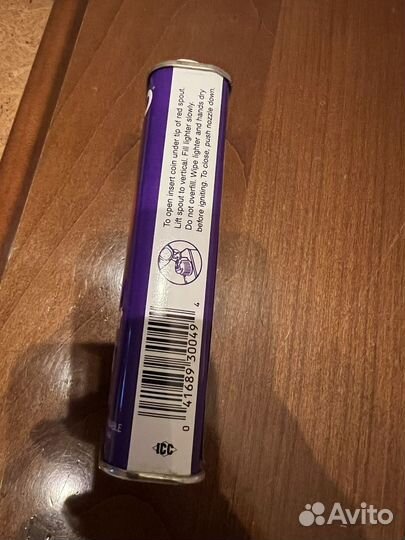 To open insert coin under tip of red spout.
Lift spout to vertical. Fill lighter slowly.
Do not overfill. Wipe lighter and hands dry
before igniting. To close, push nozzle down.
0 41689 30049 4
ICC
Avito